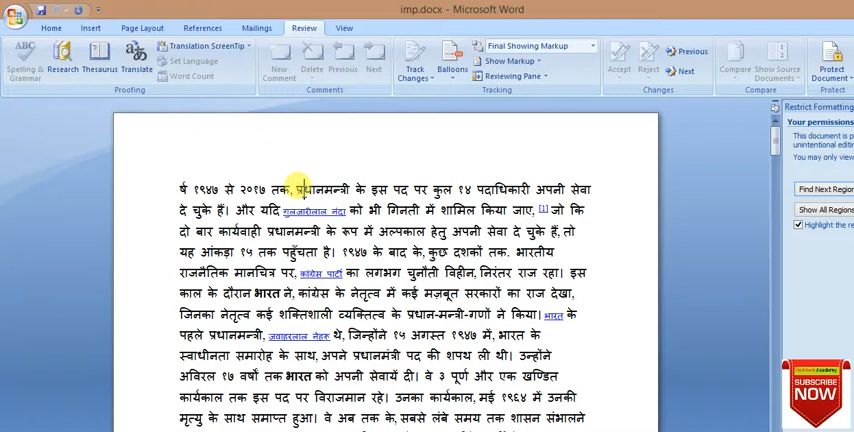 imp.docx - Microsoft Word
Home Insert Page Layout References Mailings Review View
ABC Spelling & Grammar Research Thesaurus Translate Translation ScreenTip Set Language Word Count
Proofing
New Comment Delete Previous Next
Comments
Track Changes Balloons Final Showing Markup Show Markup Reviewing Pane
Tracking
Accept Reject Previous Next
Changes
Compare Show Source Documents
Compare
Protect Document
Protect
Restrict Formatting
Your permissions
This document is p
unintentional editin
You may only view
Find Next Region
Show All Regions
Highlight the re
र्ष १९४७ से २०१७ तक, प्रधानमन्त्री के इस पद पर कुल १४ पदाधिकारी अपनी सेवा
दे चुके हैं। और यदि गुलज़ारीलाल नंदा को भी गिनती में शामिल किया जाए, [1] जो कि
दो बार कार्यवाही प्रधानमन्त्री के रूप में अल्पकाल हेतु अपनी सेवा दे चुके हैं, तो
यह आंकड़ा १५ तक पहुँचता है। १९४७ के बाद के, कुछ दशकों तक. भारतीय
राजनैतिक मानचित्र पर, कांग्रेस पार्टी का लगभग चुनौती विहीन, निरंतर राज रहा। इस
काल के दौरान भारत ने, कांग्रेस के नेतृत्व में कई मज़बूत सरकारों का राज देखा,
जिनका नेतृत्व कई शक्तिशाली व्यक्तित्व के प्रधान-मन्त्री-गणों ने किया। भारत के
पहले प्रधानमन्त्री, जवाहरलाल नेहरू थे, जिन्होंने १५ अगस्त १९४७ में, भारत के
स्वाधीनता समारोह के साथ, अपने प्रधानमंत्री पद की शपथ ली थी। उन्होंने
अविरल १७ वर्षों तक भारत को अपनी सेवायें दी। वे ३ पूर्ण और एक खण्डित
कार्यकाल तक इस पद पर विराजमान रहे। उनका कार्यकाल, मई १९६४ में उनकी
मृत्यु के साथ समाप्त हुआ। वे अब तक के, सबसे लंबे समय तक शासन संभालने
SUBSCRIBE
NOW